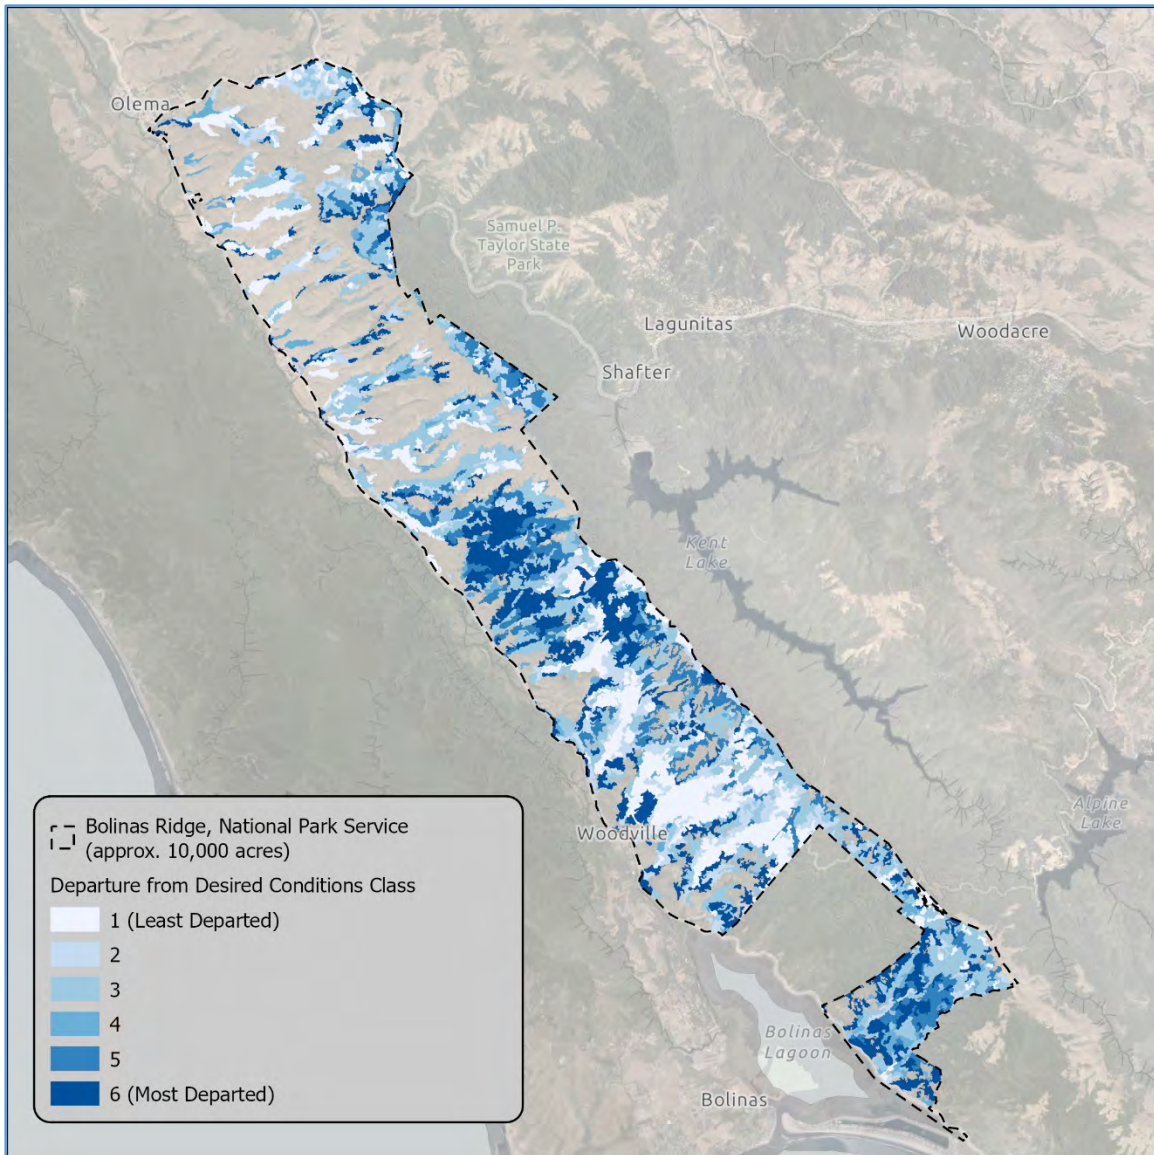 Olema
Samuel P.
Taylor State
Park
Lagunitas
Woodacre
Shafter
Kent
Lake
Alpine
Lake
Woodville
Bolinas
Lagoon
Bolinas
Bolinas Ridge, National Park Service
(approx. 10,000 acres)
Departure from Desired Conditions Class
1 (Least Departed)
2
3
4
5
6 (Most Departed)